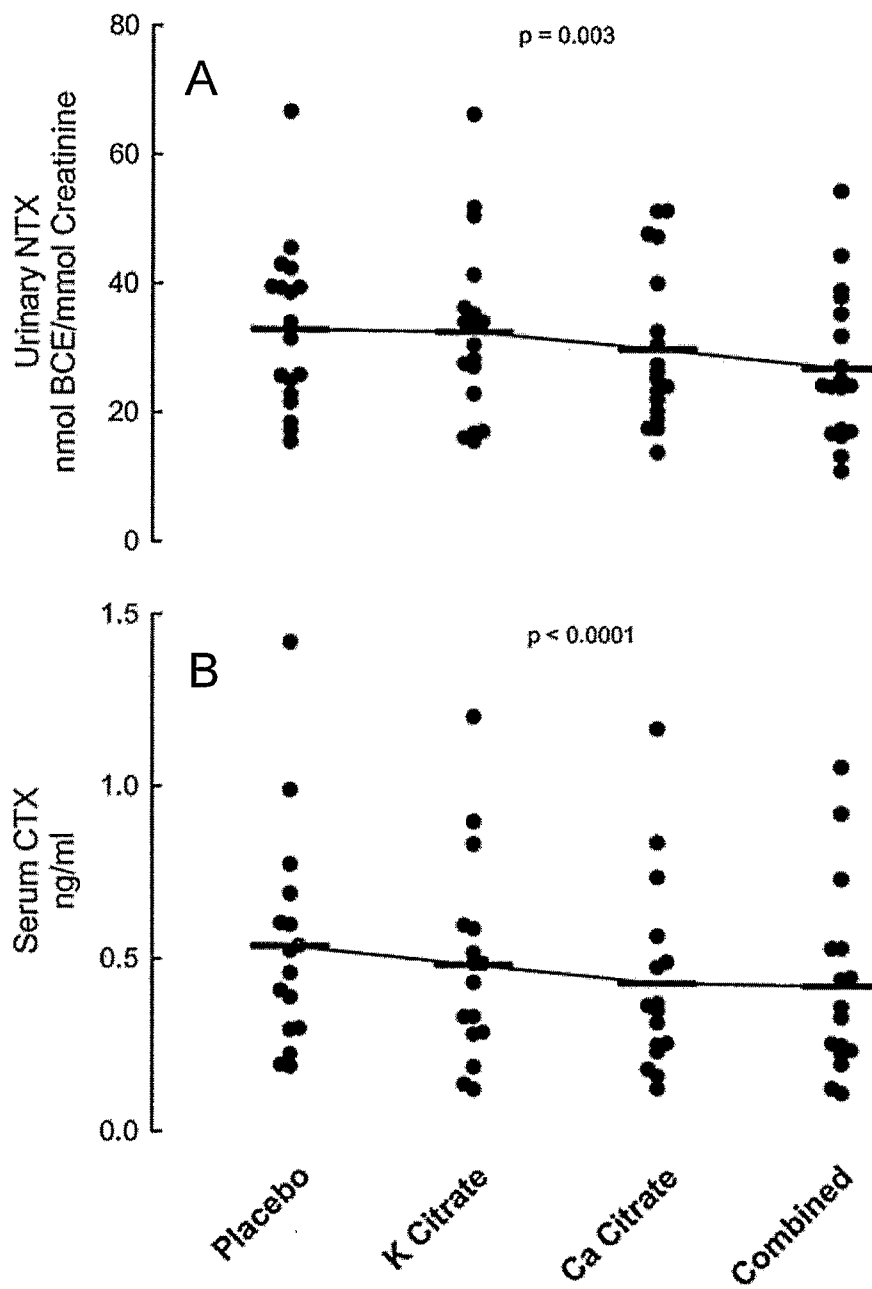 80
p = 0.003
A
60
Urinary NTX
nmol BCE/mmol Creatinine
40
20
0
1.5
p < 0.0001
B
1.0
Serum CTX
ng/ml
0.5
0.0
Placebo
K Citrate
Ca Citrate
Combined